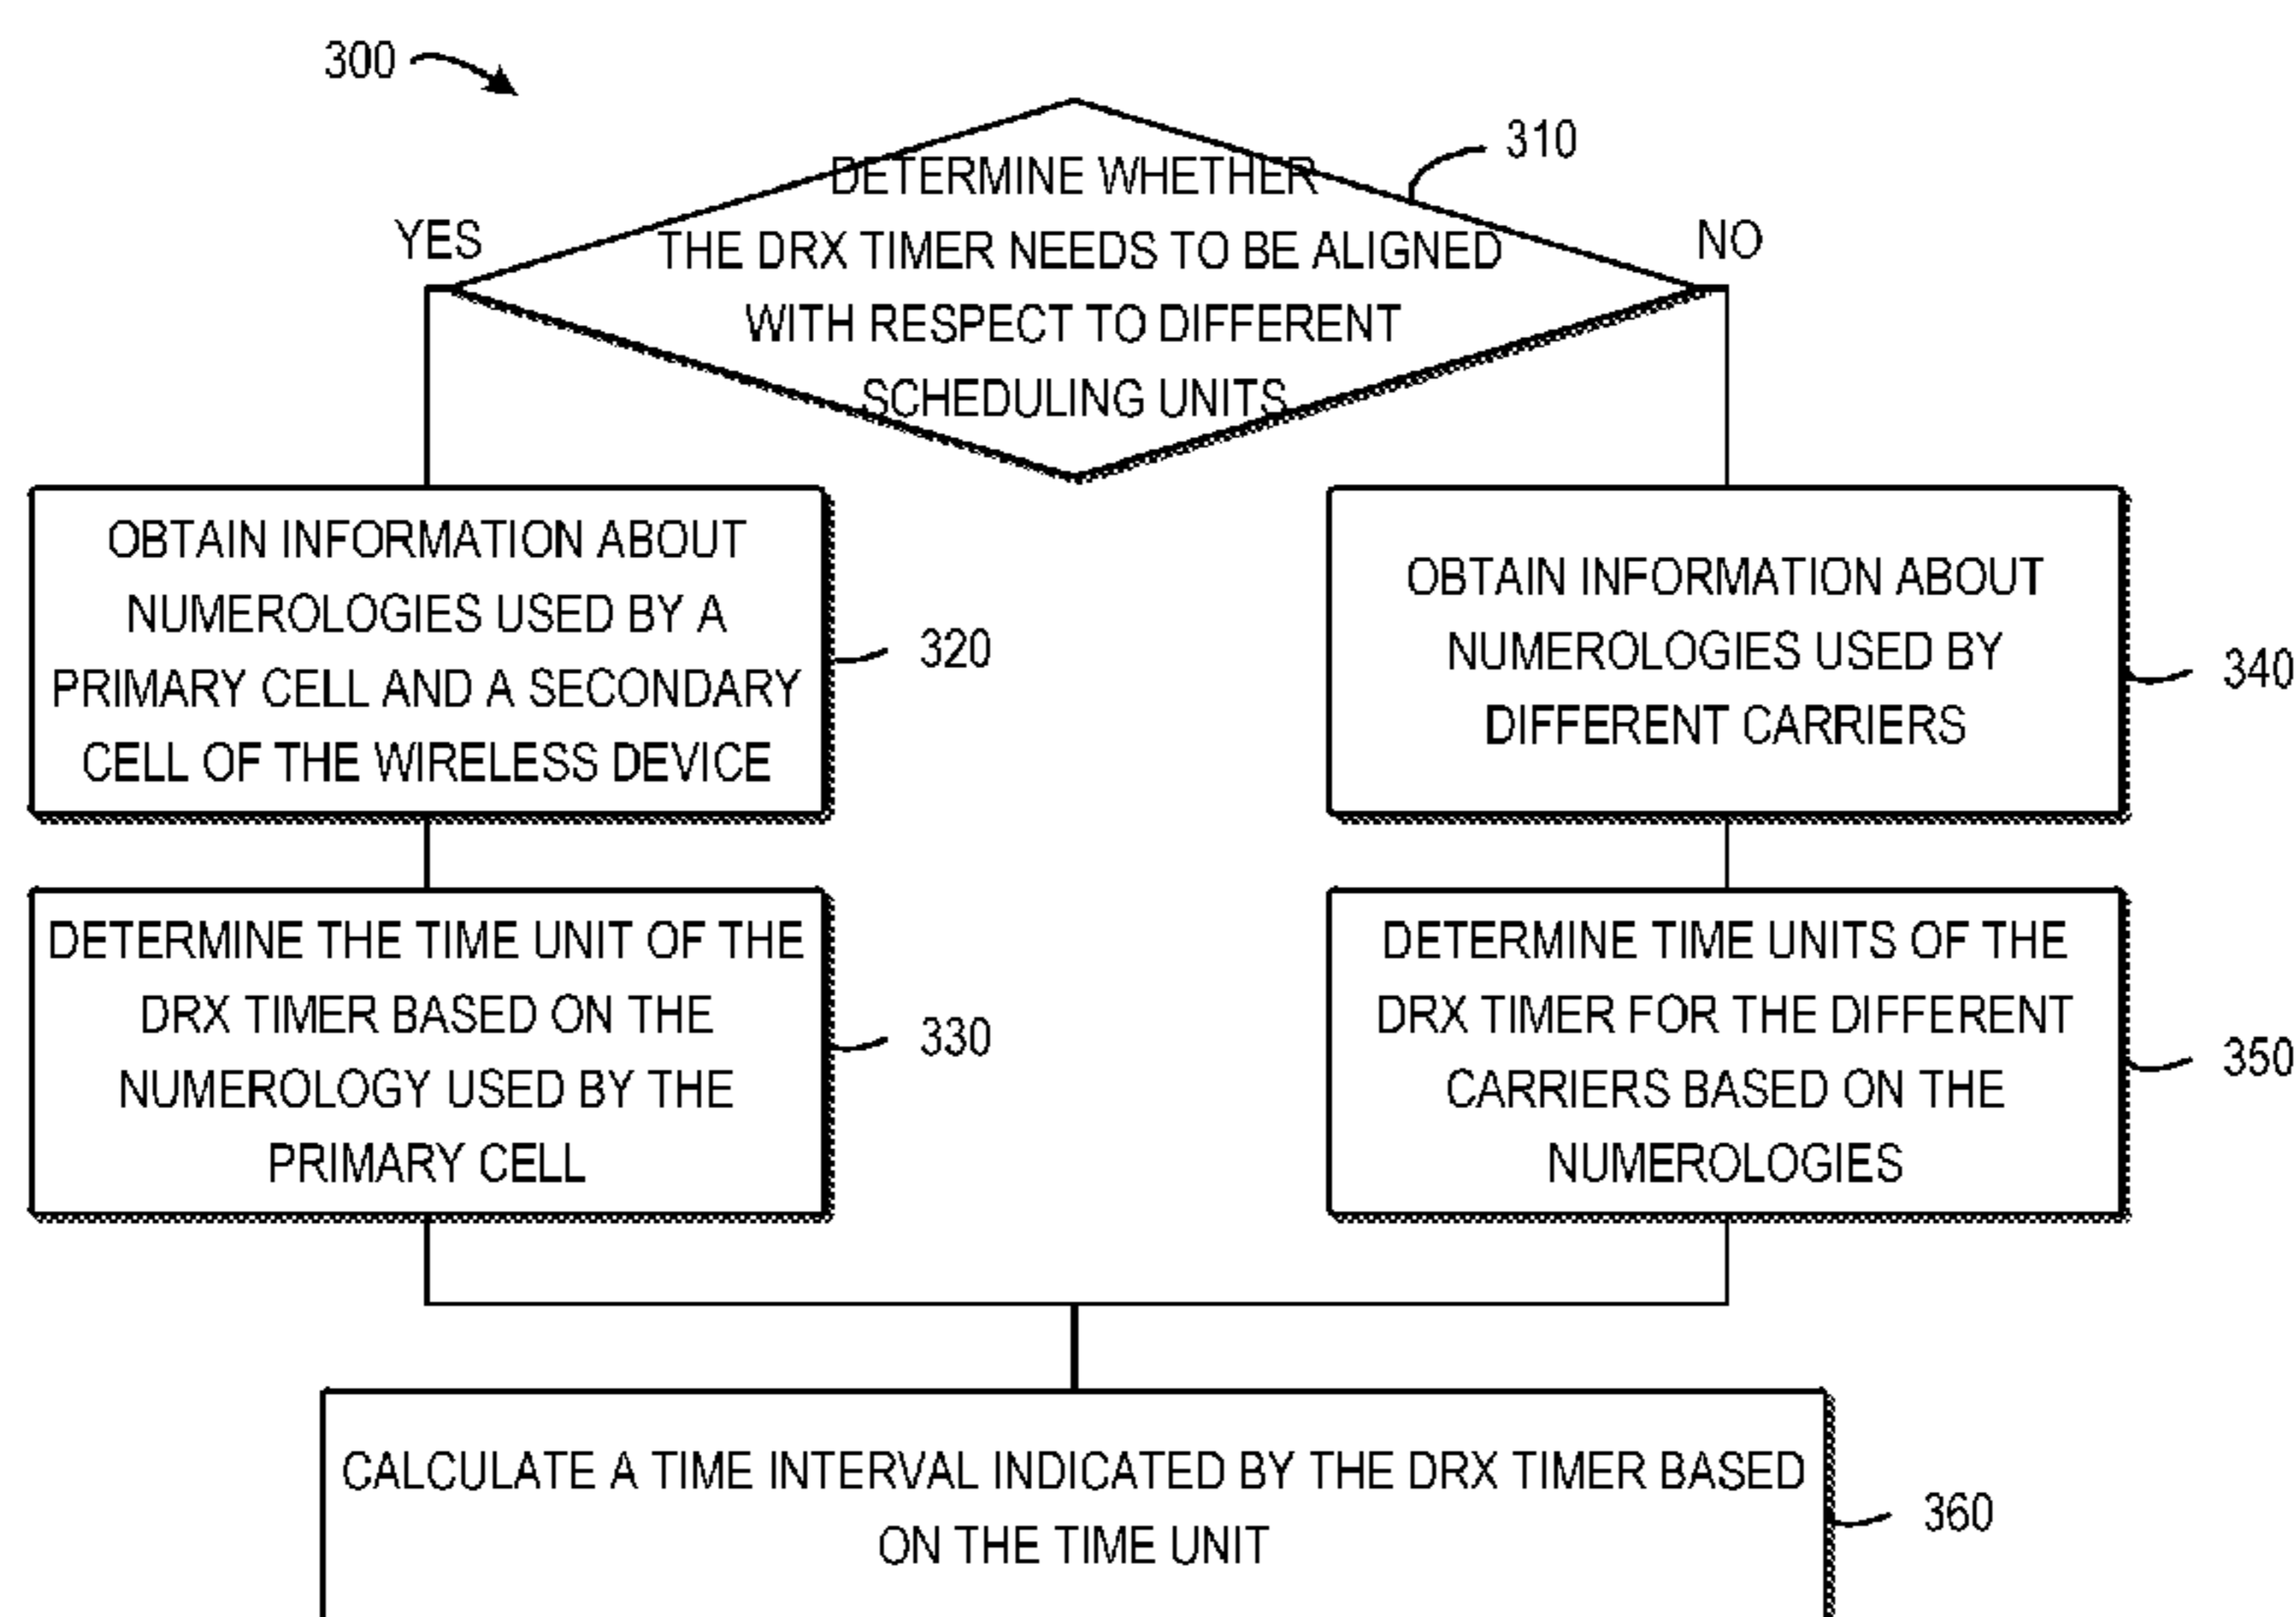 300
310
DETERMINE WHETHER
THE DRX TIMER NEEDS TO BE ALIGNED
WITH RESPECT TO DIFFERENT
SCHEDULING UNITS
YES
NO
OBTAIN INFORMATION ABOUT
NUMEROLOGIES USED BY A
PRIMARY CELL AND A SECONDARY
CELL OF THE WIRELESS DEVICE
320
OBTAIN INFORMATION ABOUT
NUMEROLOGIES USED BY
DIFFERENT CARRIERS
340
DETERMINE THE TIME UNIT OF THE
DRX TIMER BASED ON THE
NUMEROLOGY USED BY THE
PRIMARY CELL
330
DETERMINE TIME UNITS OF THE
DRX TIMER FOR THE DIFFERENT
CARRIERS BASED ON THE
NUMEROLOGIES
350
CALCULATE A TIME INTERVAL INDICATED BY THE DRX TIMER BASED
ON THE TIME UNIT
360